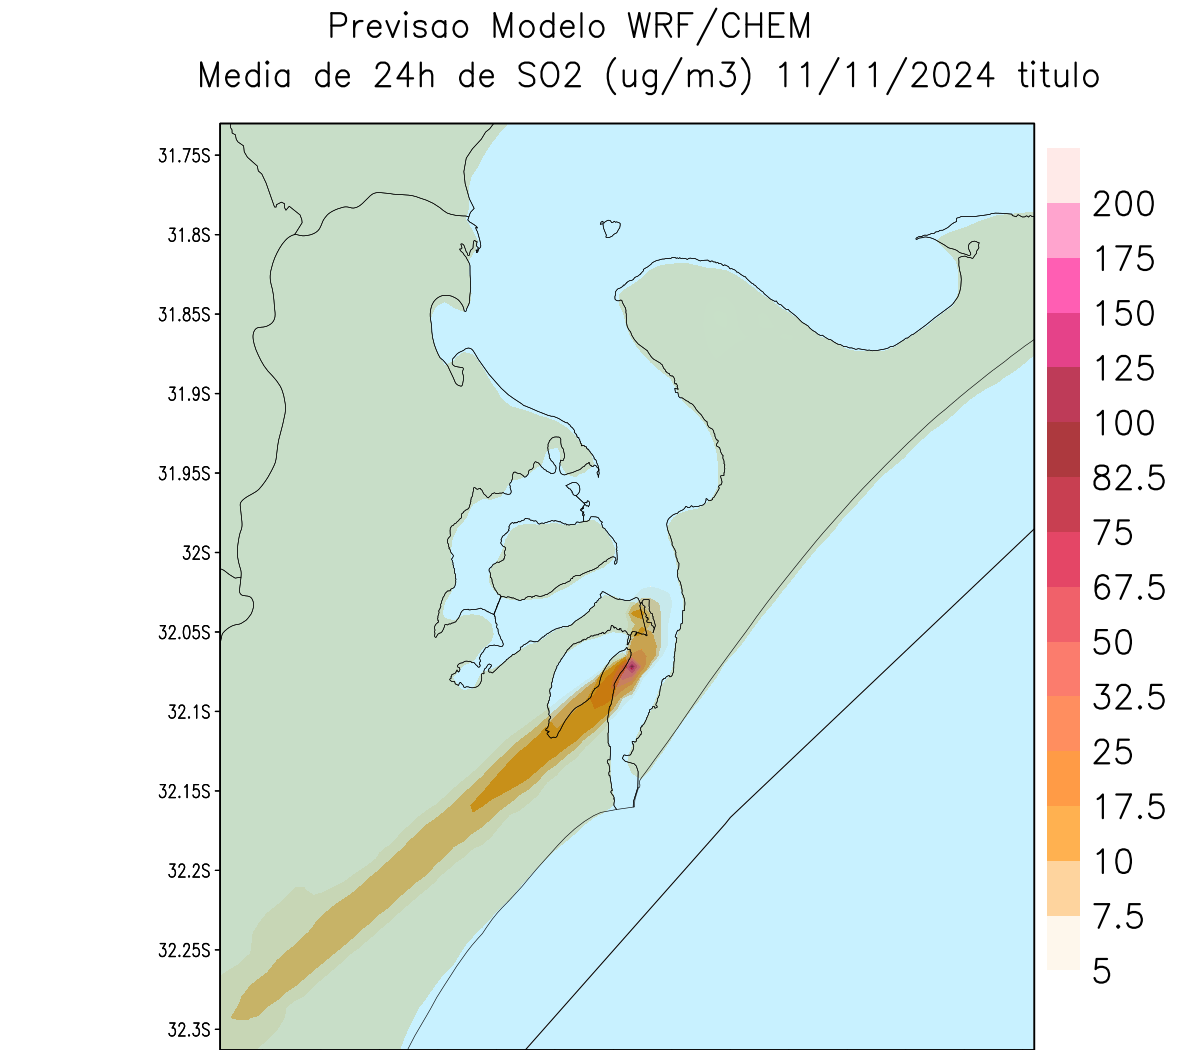 Previsao Modelo WRF/CHEM
Media de 24h de SO2 (ug/m3) 11/11/2024 titulo
31.75S
31.8S
31.85S
31.9S
31.95S
32S
32.05S
32.1S
32.15S
32.2S
32.25S
32.3S
200
175
150
125
100
82.5
75
67.5
50
32.5
25
17.5
10
7.5
5